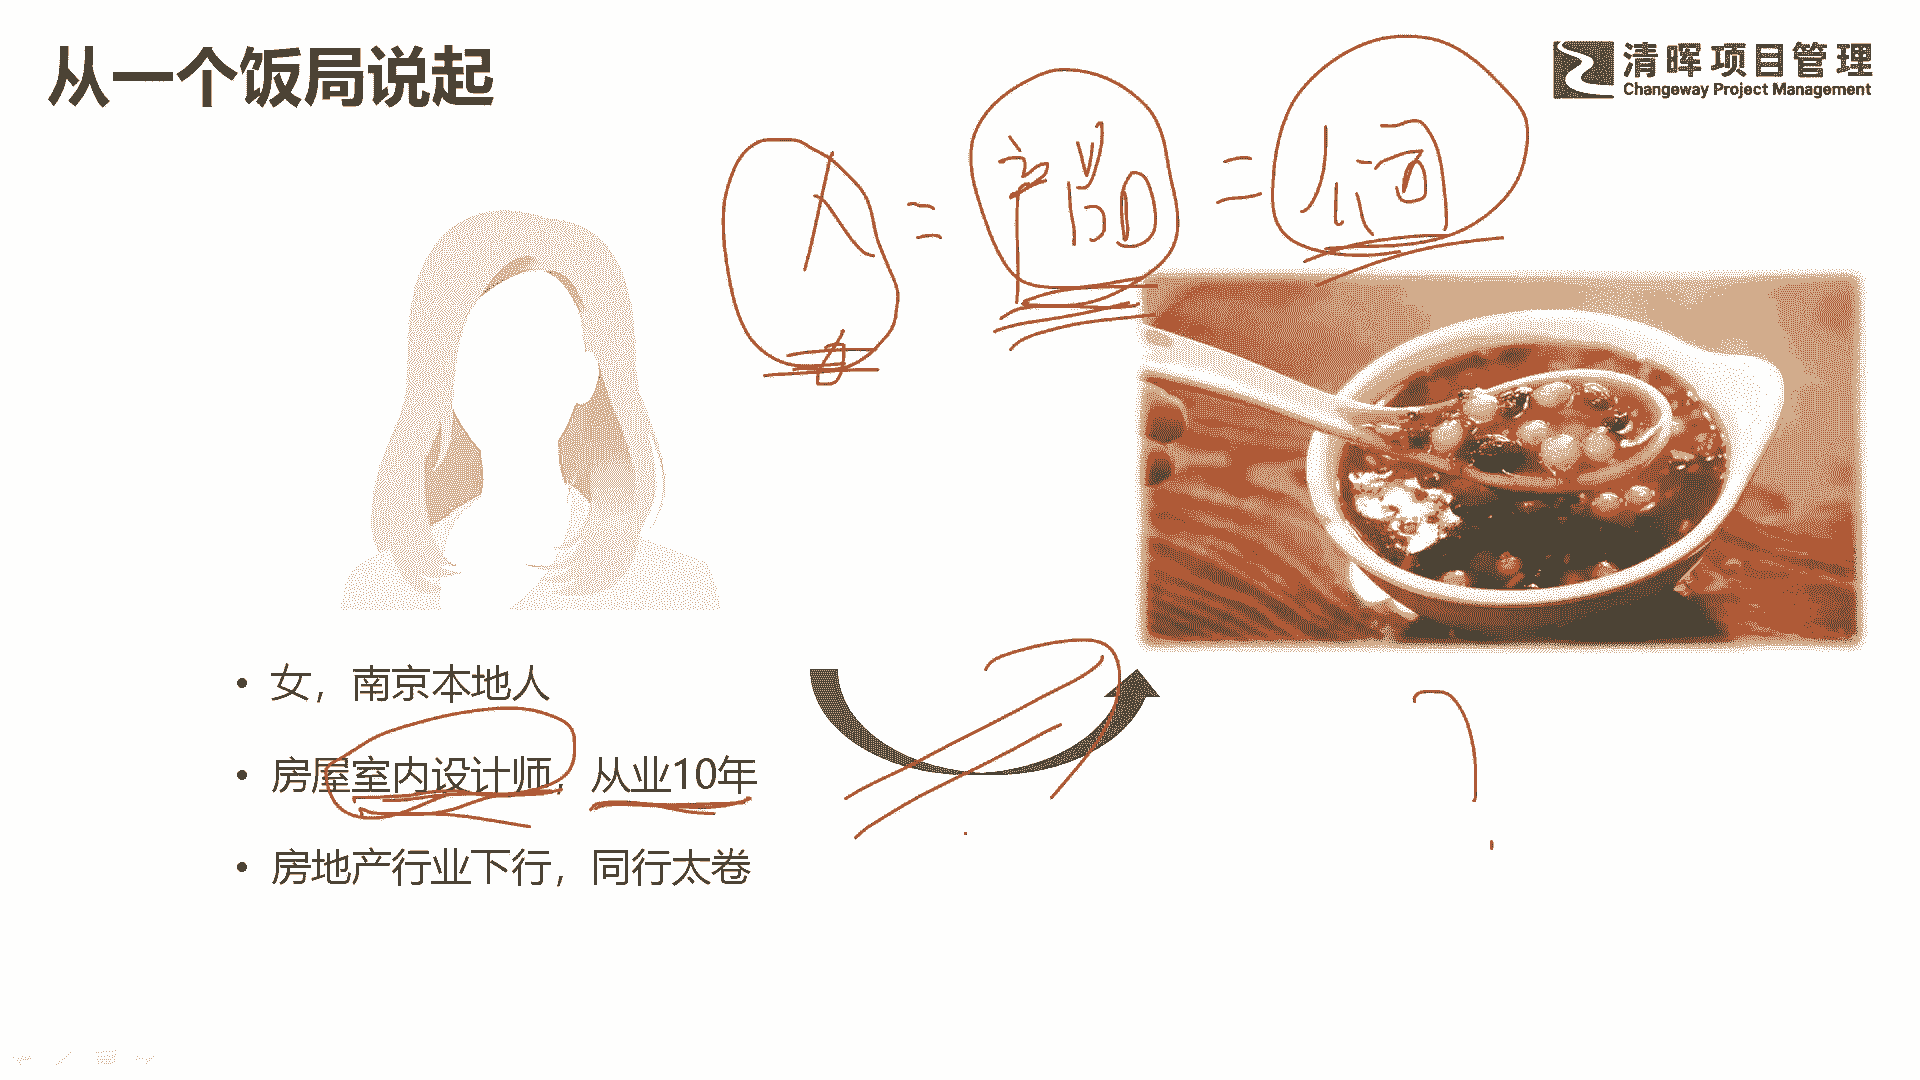 从一个饭局说起
清晖项目管理
Changeway Project Management
人 = 产品 =
女，南京本地人
房屋室内设计师，从业10年
房地产行业下行，同行太卷